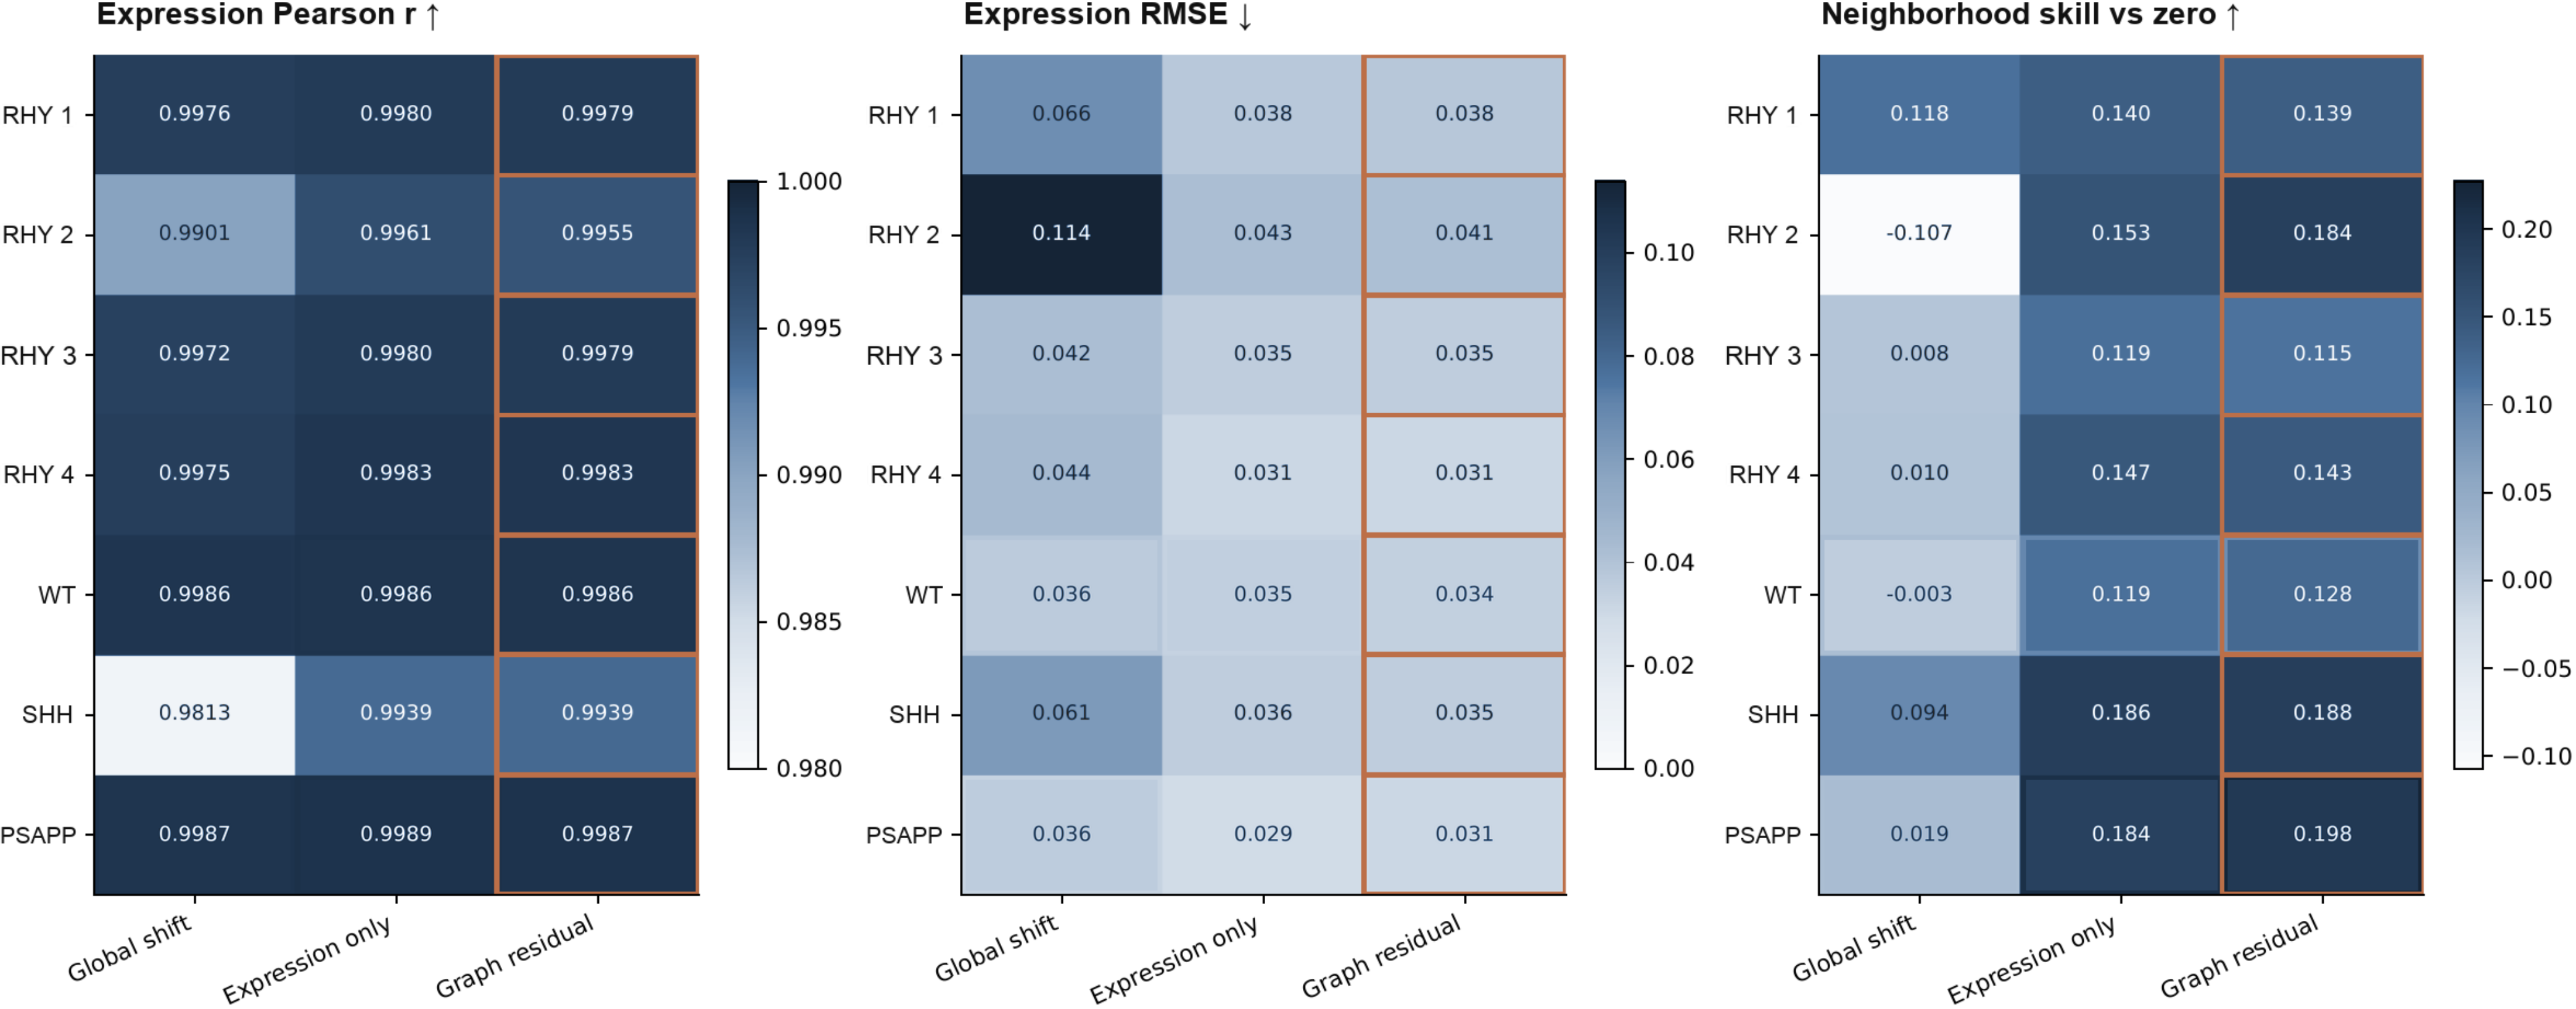 Expression Pearson r ↑
RHY 1 0.9976 0.9980 0.9979
RHY 2 0.9901 0.9961 0.9955
RHY 3 0.9972 0.9980 0.9979
RHY 4 0.9975 0.9983 0.9983
WT 0.9986 0.9986 0.9986
SHH 0.9813 0.9939 0.9939
PSAPP 0.9987 0.9989 0.9987
Global shift
Expression only
Graph residual
1.000
0.995
0.990
0.985
0.980
Expression RMSE ↓
RHY 1 0.066 0.038 0.038
RHY 2 0.114 0.043 0.041
RHY 3 0.042 0.035 0.035
RHY 4 0.044 0.031 0.031
WT 0.036 0.035 0.034
SHH 0.061 0.036 0.035
PSAPP 0.036 0.029 0.031
Global shift
Expression only
Graph residual
0.10
0.08
0.06
0.04
0.02
0.00
Neighborhood skill vs zero ↑
RHY 1 0.118 0.140 0.139
RHY 2 -0.107 0.153 0.184
RHY 3 0.008 0.119 0.115
RHY 4 0.010 0.147 0.143
WT -0.003 0.119 0.128
SHH 0.094 0.186 0.188
PSAPP 0.019 0.184 0.198
Global shift
Expression only
Graph residual
0.20
0.15
0.10
0.05
0.00
−0.05
−0.10